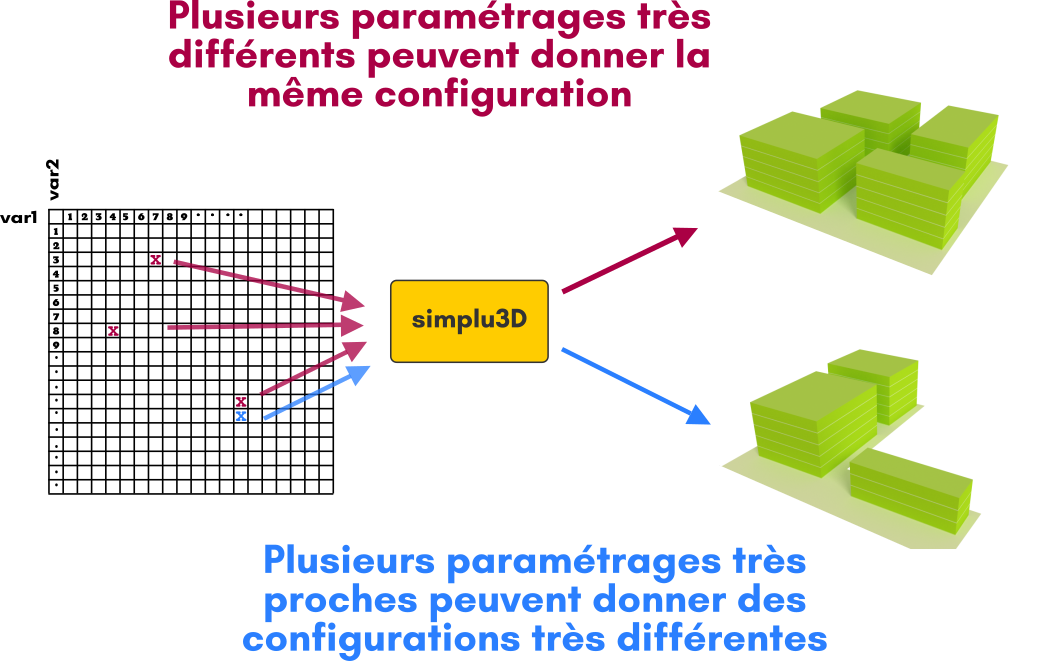 Plusieurs paramétrages très
différents peuvent donner la
même configuration
var2
var1
1 2 3 4 5 6 7 8 9 . . . .
1
2
3 X
4
5
6
7
8 X
9
.
.
.
. X
. X
.
.
.
.
.
simplu3D
Plusieurs paramétrages très
proches peuvent donner des
configurations très différentes